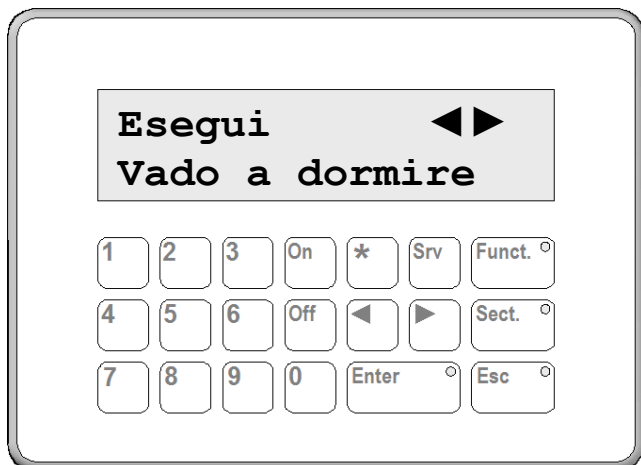 Esegui ◀▶
Vado a dormire
1 2 3 On * Srv Funct.
4 5 6 Off ◀ ▶ Sect.
7 8 9 0 Enter Esc